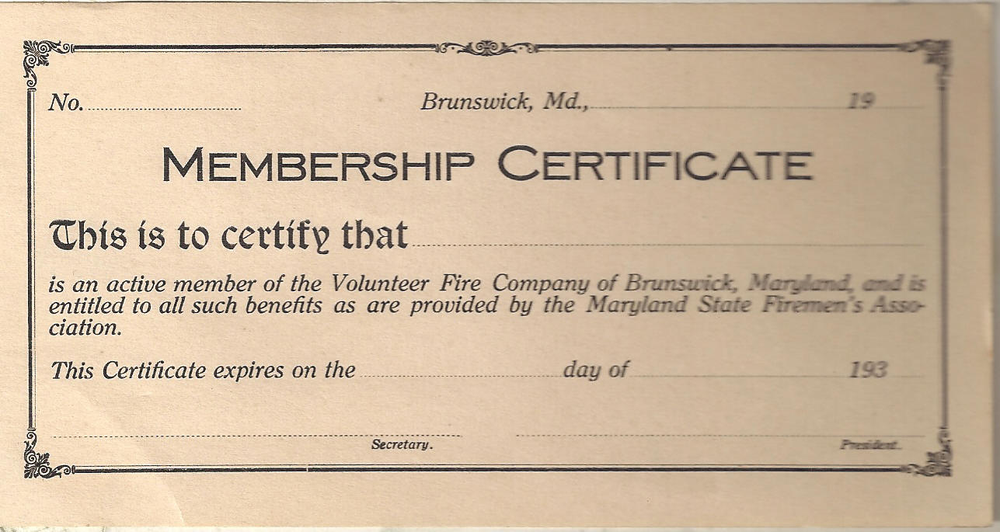 No. Brunswick, Md., 19
MEMBERSHIP CERTIFICATE
This is to certify that
is an active member of the Volunteer Fire Company of Brunswick, Maryland, and is
entitled to all such benefits as are provided by the Maryland State Firemen's Asso-
ciation.
This Certificate expires on the day of 193
Secretary. President.